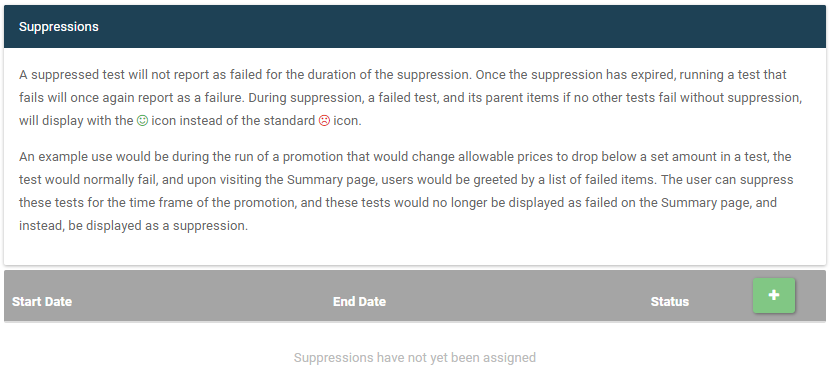 Suppressions
A suppressed test will not report as failed for the duration of the suppression. Once the suppression has expired, running a test that
fails will once again report as a failure. During suppression, a failed test, and its parent items if no other tests fail without suppression,
will display with the icon instead of the standard icon.
An example use would be during the run of a promotion that would change allowable prices to drop below a set amount in a test, the
test would normally fail, and upon visiting the Summary page, users would be greeted by a list of failed items. The user can suppress
these tests for the time frame of the promotion, and these tests would no longer be displayed as failed on the Summary page, and
instead, be displayed as a suppression.
Start Date End Date Status +
Suppressions have not yet been assigned